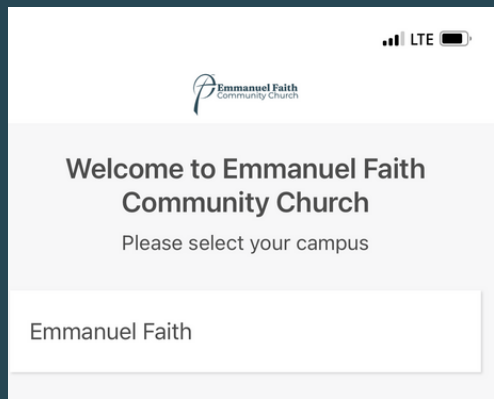 LTE
Emmanuel Faith
Community Church
Welcome to Emmanuel Faith
Community Church
Please select your campus
Emmanuel Faith